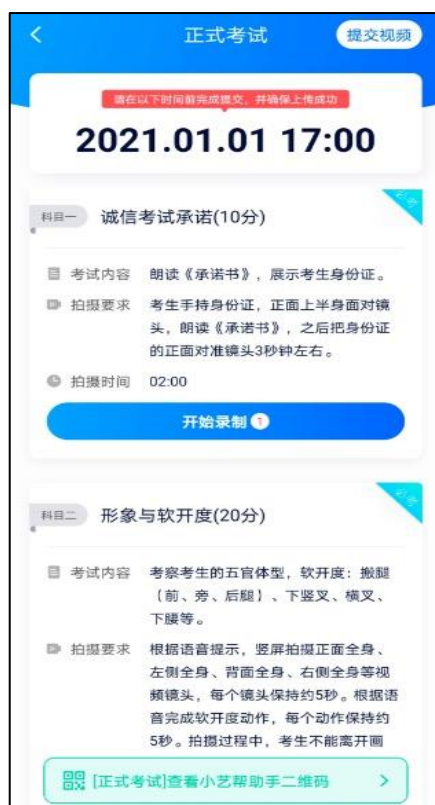 正式考试
提交视频
请在以下时间前完成提交，并确保上传成功
2021.01.01 17:00
必考
科目一
诚信考试承诺(10分)
考试内容 朗读《承诺书》，展示考生身份证。
拍摄要求 考生手持身份证，正面上半身面对镜
头，朗读《承诺书》，之后把身份证
的正面对准镜头3秒钟左右。
拍摄时间 02:00
开始录制 1
必考
科目二
形象与软开度(20分)
考试内容 考察考生的五官体型，软开度：搬腿
（前、旁、后腿）、下竖叉、横叉、
下腰等。
拍摄要求 根据语音提示，竖屏拍摄正面全身、
左侧全身、背面全身、右侧全身等视
频镜头，每个镜头保持约5秒。根据语
音完成软开度动作，每个动作保持约
5秒。拍摄过程中，考生不能离开画
[正式考试]查看小艺帮助手二维码